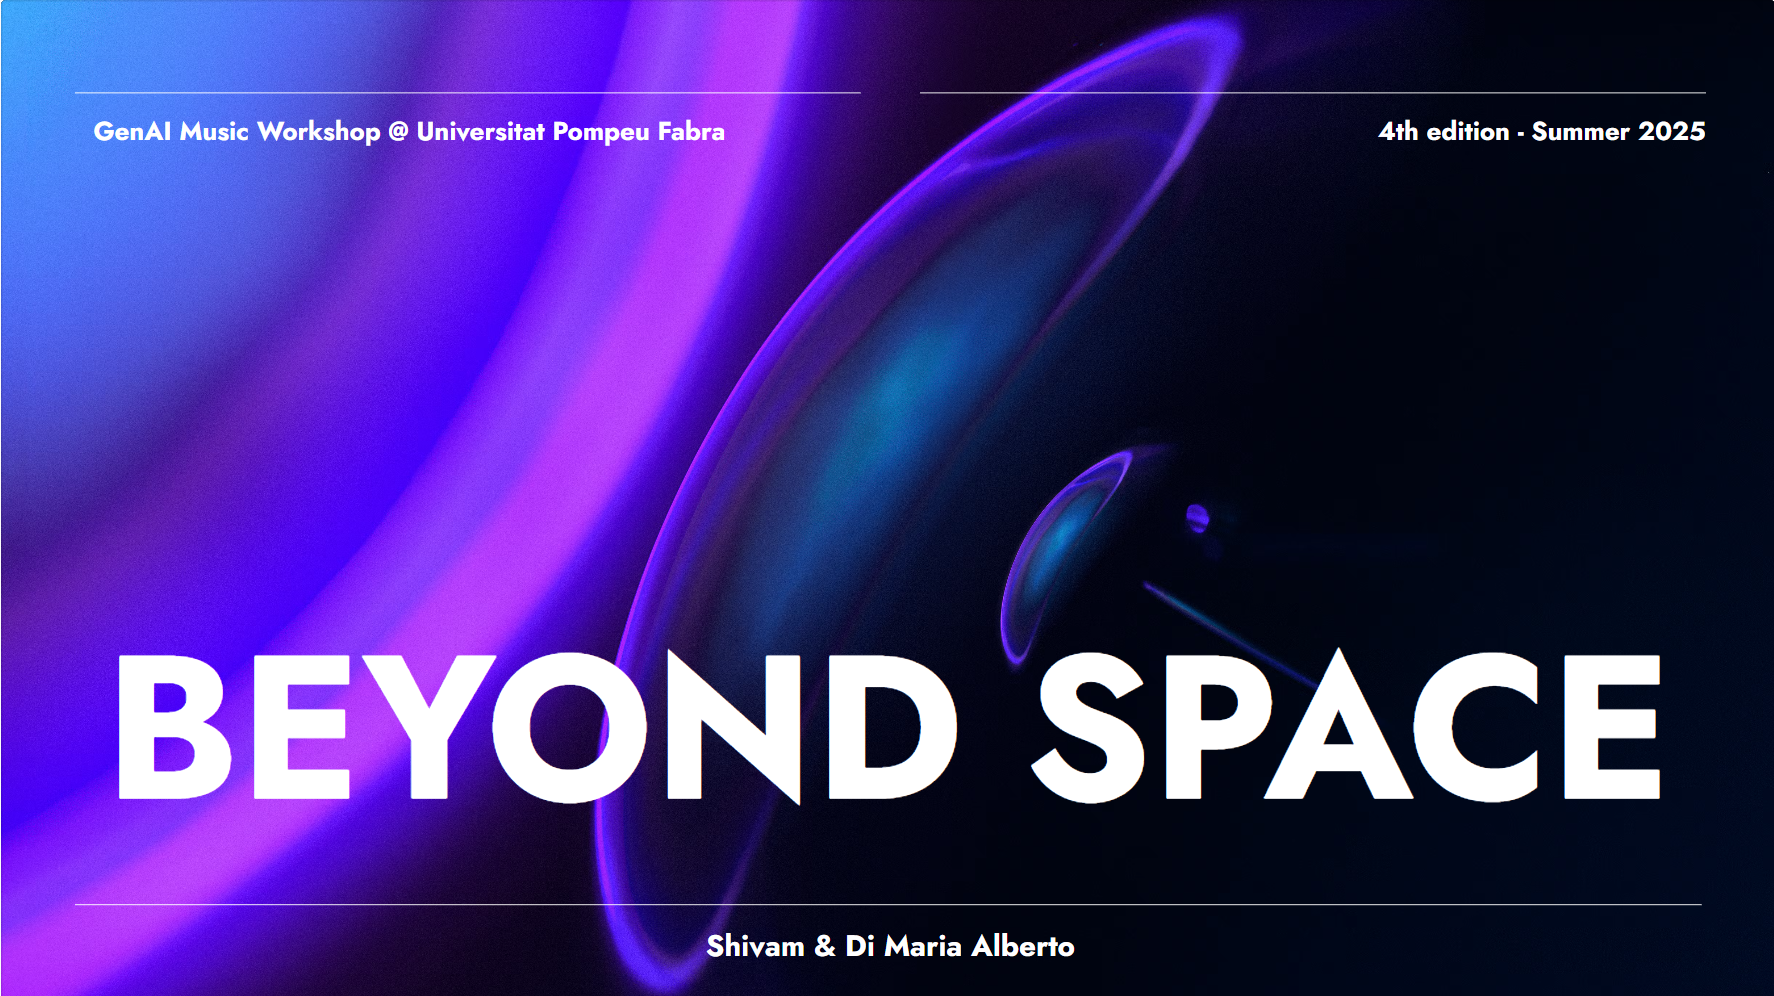 GenAI Music Workshop @ Universitat Pompeu Fabra
4th edition - Summer 2025
BEYOND SPACE
Shivam & Di Maria Alberto